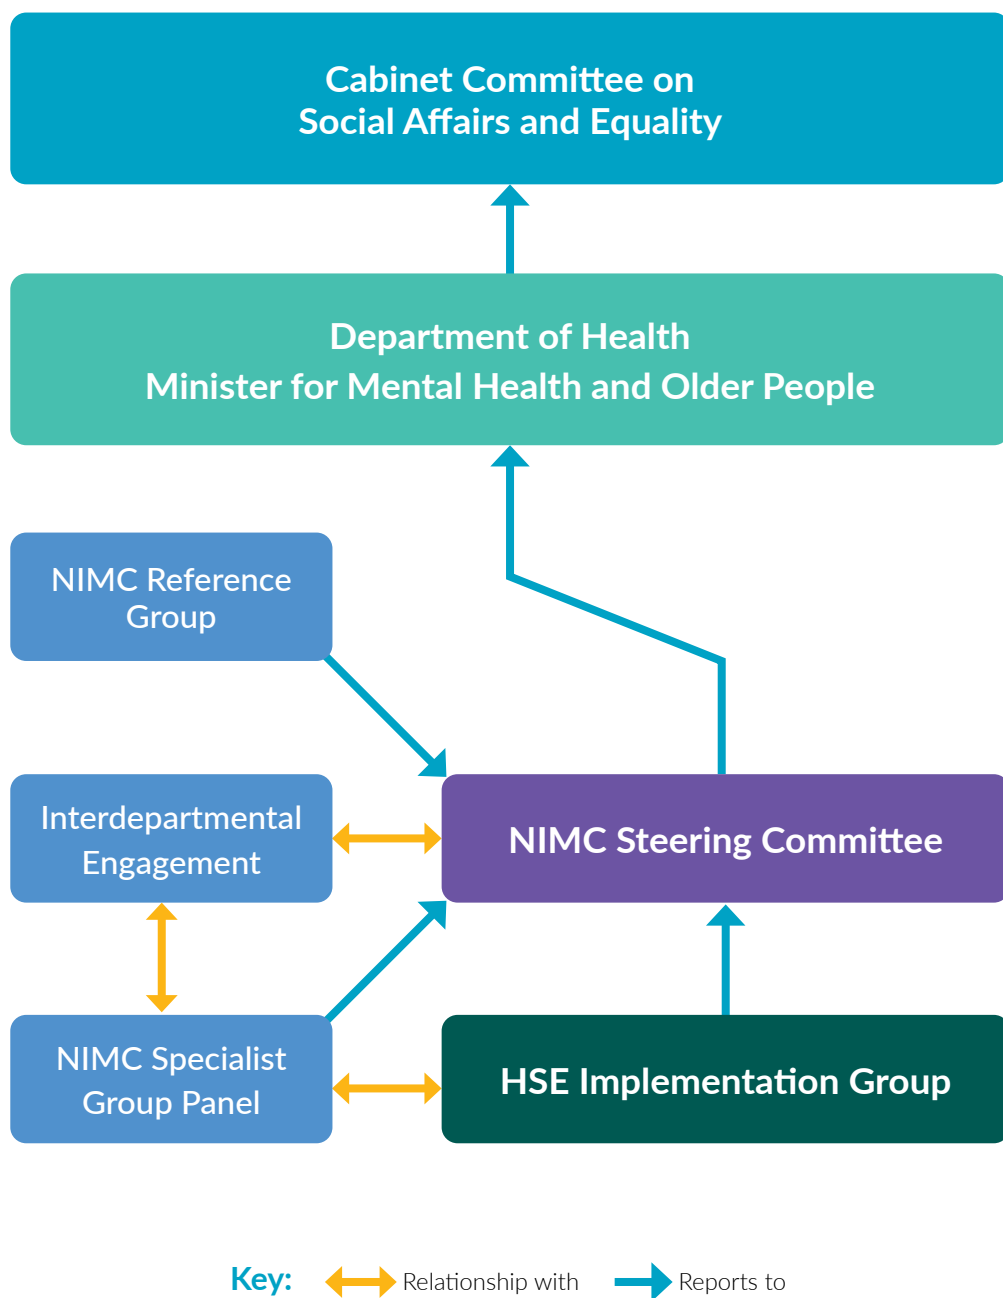 Cabinet Committee on
Social Affairs and Equality
Department of Health
Minister for Mental Health and Older People
NIMC Reference
Group
Interdepartmental
Engagement
NIMC Steering Committee
NIMC Specialist
Group Panel
HSE Implementation Group
Key: Relationship with Reports to